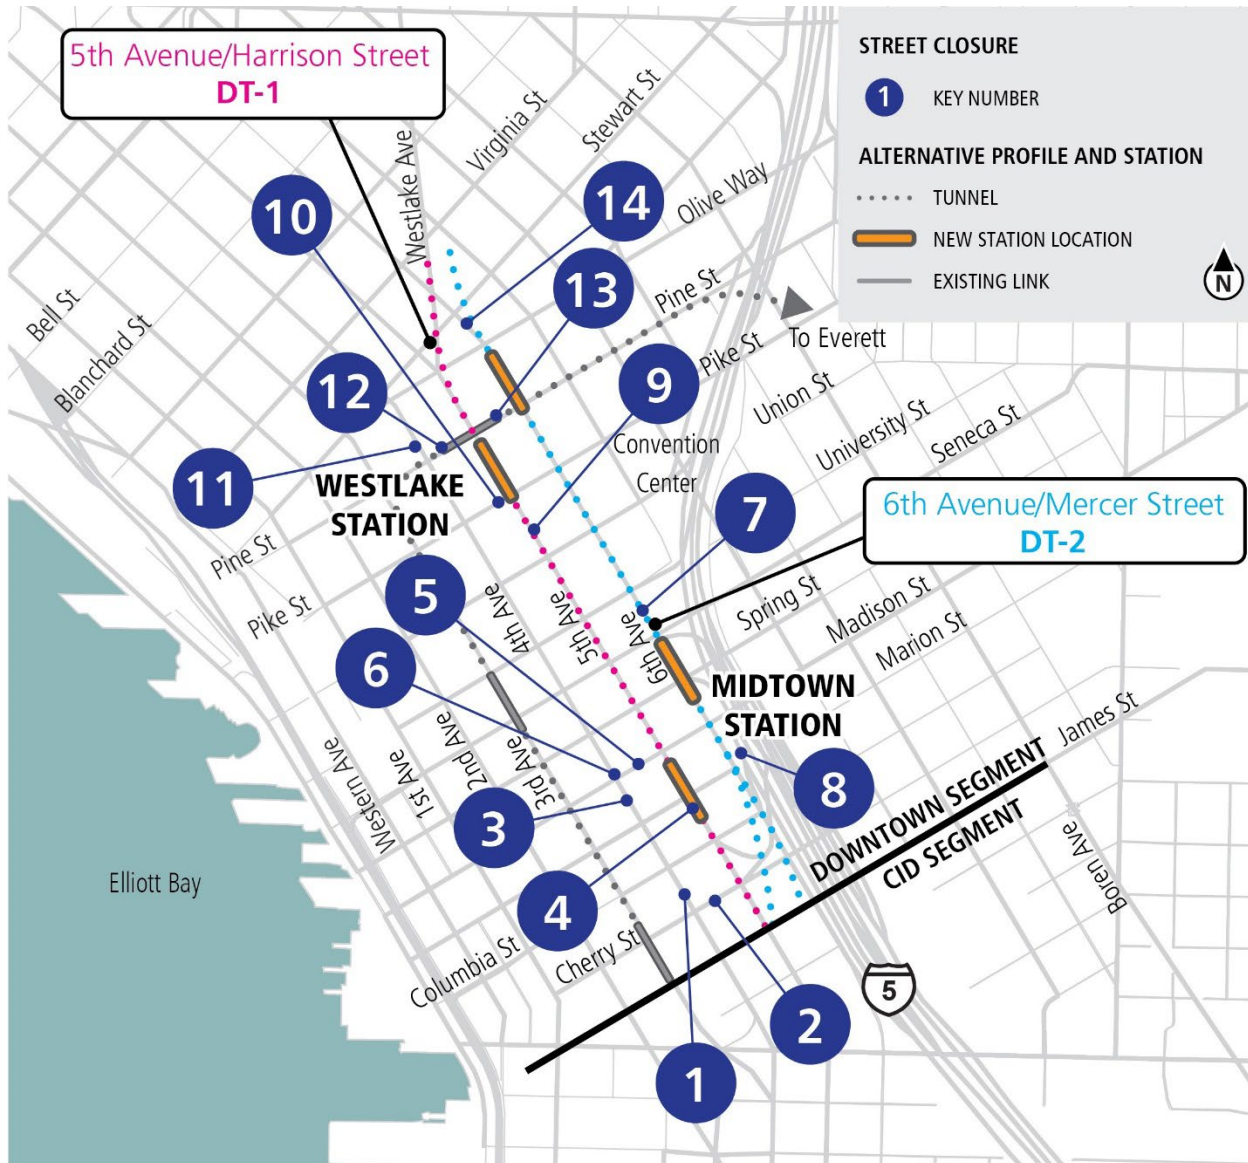 5th Avenue/Harrison Street
DT-1
STREET CLOSURE
1 KEY NUMBER
ALTERNATIVE PROFILE AND STATION
TUNNEL
NEW STATION LOCATION
EXISTING LINK
N
Westlake Ave
Virginia St
Stewart St
Olive Way
10
14
13
Pine St
To Everett
Bell St
Blanchard St
12
9
Pike St
Union St
University St
Seneca St
Convention
Center
11
WESTLAKE
STATION
7
6th Avenue/Mercer Street
DT-2
Pine St
Pike St
5
4th Ave
5th Ave
6th Ave
Spring St
Madison St
Marion St
6
MIDTOWN
STATION
James St
Western Ave
1st Ave
2nd Ave
3rd Ave
3
8
DOWNTOWN SEGMENT
CID SEGMENT
Boren Ave
Elliott Bay
4
Columbia St
Cherry St
5
2
1